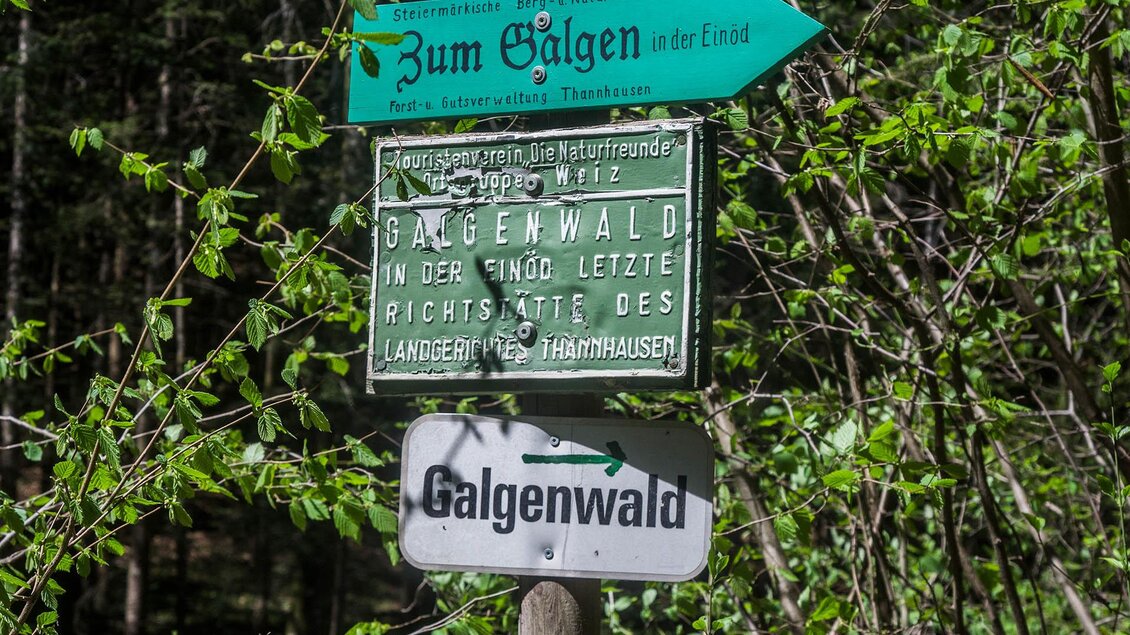 Steiermärkische Berg- u. Natur
Zum Galgen in der Einöd
Forst- u. Gutsverwaltung Thannhausen
Touristenverein „Die Naturfreunde"
Ortsgruppe Weiz
GALGENWALD
IN DER EINÖD LETZTE
RICHTSTÄTTE DES
LANDGERICHTES THANNHAUSEN
Galgenwald